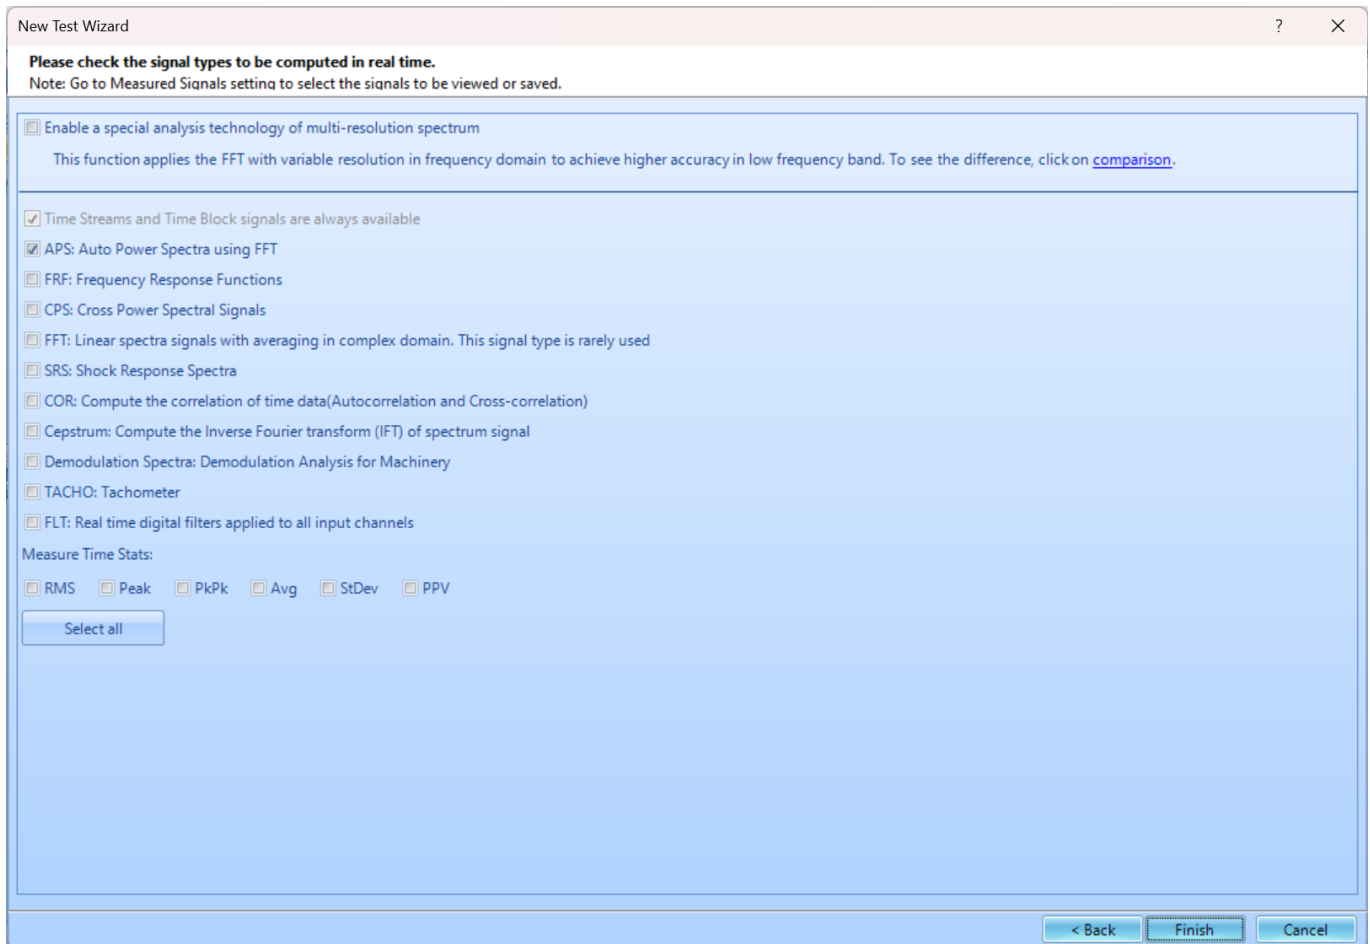 New Test Wizard ?
Please check the signal types to be computed in real time.
Note: Go to Measured Signals setting to select the signals to be viewed or saved.
Enable a special analysis technology of multi-resolution spectrum
This function applies the FFT with variable resolution in frequency domain to achieve higher accuracy in low frequency band. To see the difference, click on comparison.
Time Streams and Time Block signals are always available
APS: Auto Power Spectra using FFT
FRF: Frequency Response Functions
CPS: Cross Power Spectral Signals
FFT: Linear spectra signals with averaging in complex domain. This signal type is rarely used
SRS: Shock Response Spectra
COR: Compute the correlation of time data(Autocorrelation and Cross-correlation)
Cepstrum: Compute the Inverse Fourier transform (IFT) of spectrum signal
Demodulation Spectra: Demodulation Analysis for Machinery
TACHO: Tachometer
FLT: Real time digital filters applied to all input channels
Measure Time Stats:
RMS Peak PkPk Avg StDev PPV
Select all
< Back Finish Cancel